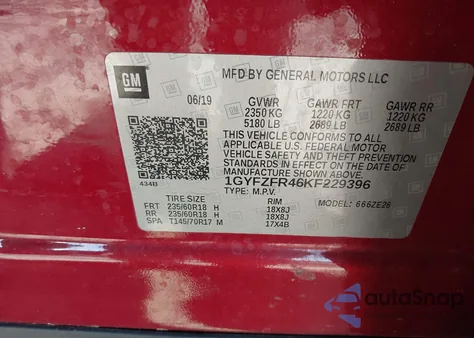 GM
MFD BY GENERAL MOTORS LLC
06/19 GVWR GAWR FRT GAWR RR
2350 KG 1220 KG 1220 KG
5180 LB 2689 LB 2689 LB
THIS VEHICLE CONFORMS TO ALL
APPLICABLE U.S. FEDERAL MOTOR
VEHICLE SAFETY AND THEFT PREVENTION
STANDARDS IN EFFECT ON THE DATE OF
MANUFACTURE SHOWN ABOVE.
1GYFZFR46KF229396
434B TYPE: M.P.V. MODEL: 6ZE26
TIRE SIZE RIM
FRT 235/60R18 H 18X8J
RR 235/60R18 H 18X8J
SPA T145/70R17 M 17X4B
autoSnap